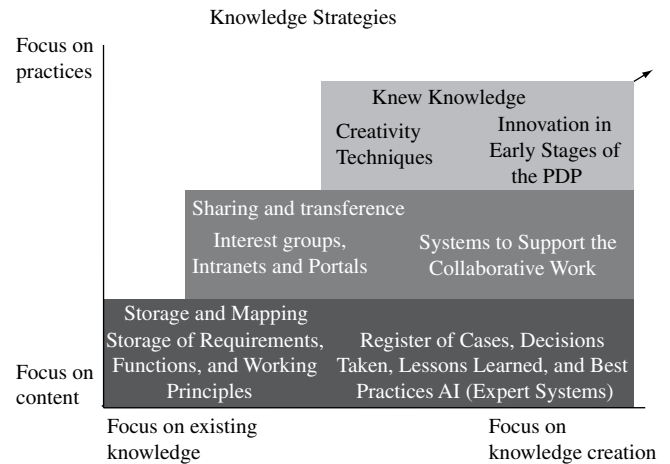 Knowledge Strategies
Focus on
practices
Knew Knowledge
Creativity
Techniques
Innovation in
Early Stages of
the PDP
Sharing and transference
Interest groups,
Intranets and Portals
Systems to Support the
Collaborative Work
Storage and Mapping
Storage of Requirements,
Functions, and Working
Principles
Register of Cases, Decisions
Taken, Lessons Learned, and Best
Practices AI (Expert Systems)
Focus on
content
Focus on existing
knowledge
Focus on
knowledge creation